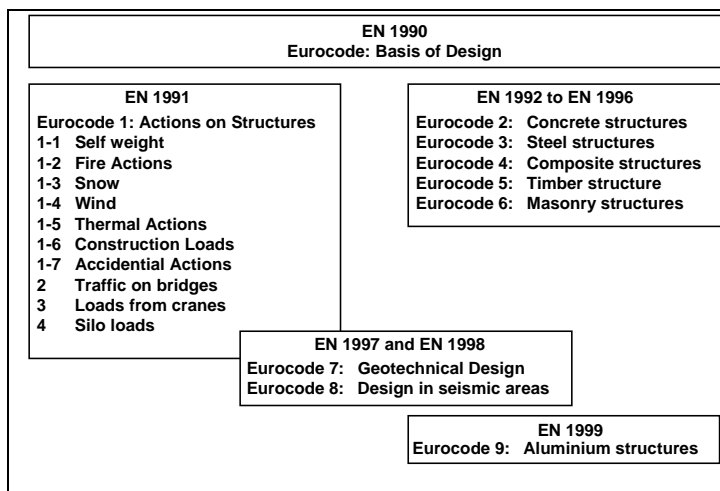 EN 1990
Eurocode: Basis of Design
EN 1991
Eurocode 1: Actions on Structures
1-1 Self weight
1-2 Fire Actions
1-3 Snow
1-4 Wind
1-5 Thermal Actions
1-6 Construction Loads
1-7 Accidential Actions
2 Traffic on bridges
3 Loads from cranes
4 Silo loads
EN 1992 to EN 1996
Eurocode 2: Concrete structures
Eurocode 3: Steel structures
Eurocode 4: Composite structures
Eurocode 5: Timber structure
Eurocode 6: Masonry structures
EN 1997 and EN 1998
Eurocode 7: Geotechnical Design
Eurocode 8: Design in seismic areas
EN 1999
Eurocode 9: Aluminium structures